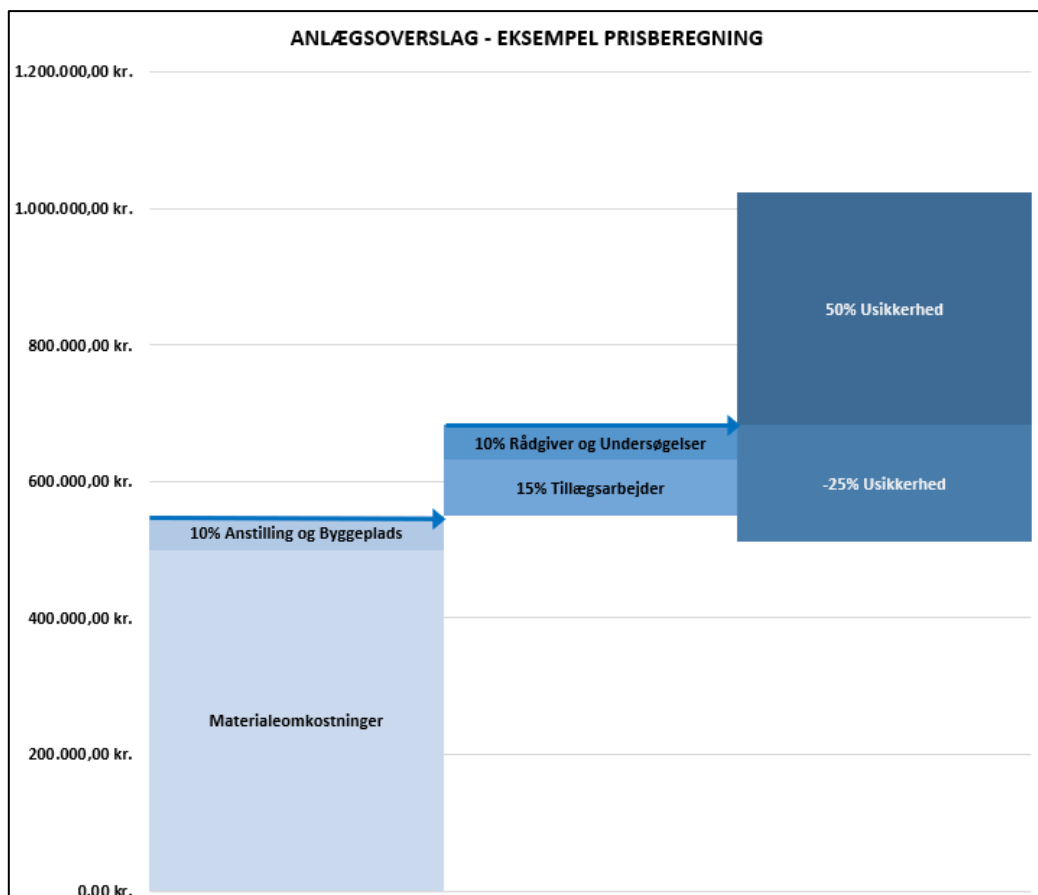 ANLÆGSOVERSLAG - EKSEMPEL PRISBEREGNING
1.200.000,00 kr.
1.000.000,00 kr.
800.000,00 kr.
600.000,00 kr.
400.000,00 kr.
200.000,00 kr.
0,00 kr.
10% Anstilling og Byggeplads
Materialeomkostninger
10% Rådgiver og Undersøgelser
15% Tillægsarbejder
50% Usikkerhed
-25% Usikkerhed